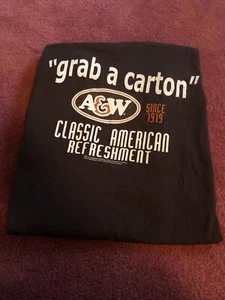 "grab a carton"
A&W
SINCE
1919
CLASSIC AMERICAN
REFRESHMENT